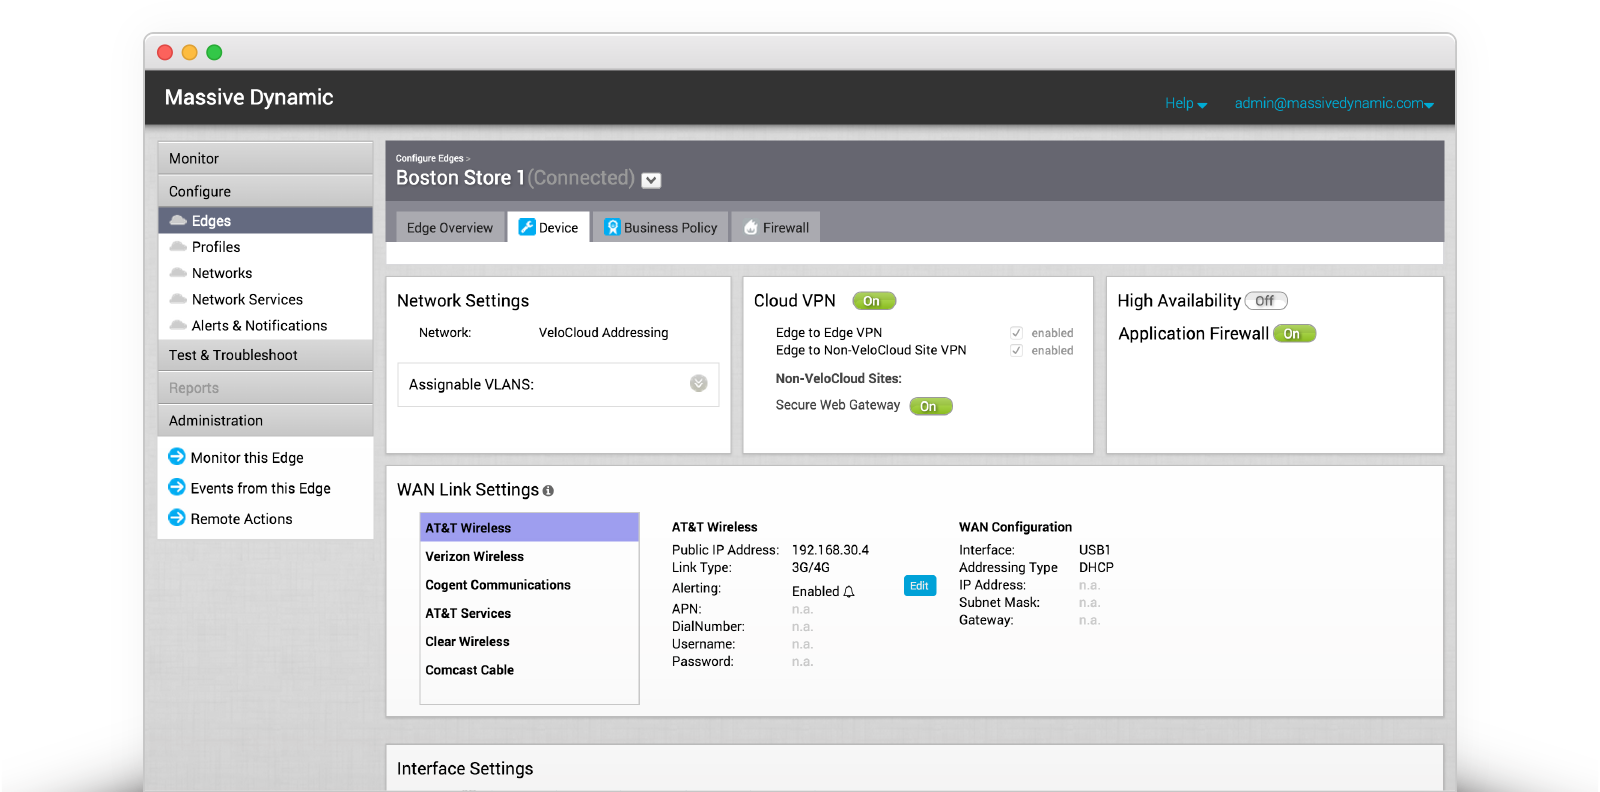 Massive Dynamic
Help
admin@massivedynamic.com
Monitor
Configure
Edges
Profiles
Networks
Network Services
Alerts & Notifications
Test & Troubleshoot
Reports
Administration
Monitor this Edge
Events from this Edge
Remote Actions
Configure Edges >
Boston Store 1 (Connected)
Edge Overview
Device
Business Policy
Firewall
Network Settings
Network: VeloCloud Addressing
Assignable VLANS:
Cloud VPN On
Edge to Edge VPN enabled
Edge to Non-VeloCloud Site VPN enabled
Non-VeloCloud Sites:
Secure Web Gateway On
High Availability Off
Application Firewall On
WAN Link Settings
AT&T Wireless
Verizon Wireless
Cogent Communications
AT&T Services
Clear Wireless
Comcast Cable
AT&T Wireless
Public IP Address: 192.168.30.4
Link Type: 3G/4G
Alerting: Enabled
APN: n.a.
DialNumber: n.a.
Username: n.a.
Password: n.a.
Edit
WAN Configuration
Interface: USB1
Addressing Type DHCP
IP Address: n.a.
Subnet Mask: n.a.
Gateway: n.a.
Interface Settings